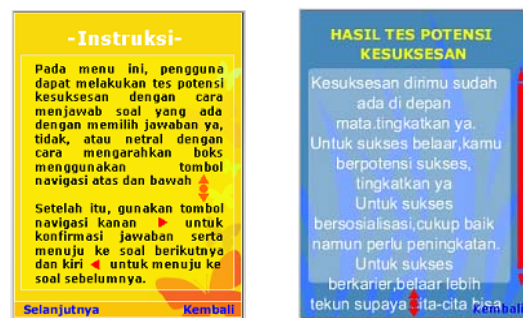 -Instruksi-
Pada menu ini, pengguna
dapat melakukan tes potensi
kesuksesan dengan cara
menjawab soal yang ada
dengan memilih jawaban ya,
tidak, atau netral dengan
cara mengarahkan boks
menggunakan tombol
navigasi atas dan bawah
Setelah itu, gunakan tombol
navigasi kanan untuk
konfirmasi jawaban serta
menuju ke soal berikutnya
dan kiri untuk menuju ke
soal sebelumnya.
Selanjutnya Kembali
HASIL TES POTENSI
KESUKSESAN
Kesuksesan dirimu sudah
ada di depan
mata.tingkatkan ya.
Untuk sukses belaar,kamu
berpotensi sukses,
tingkatkan ya
Untuk sukses
bersosialisasi,cukup baik
namun perlu peningkatan.
Untuk sukses
berkarier,belaar lebih
tekun supaya cita-cita bisa
Kembali